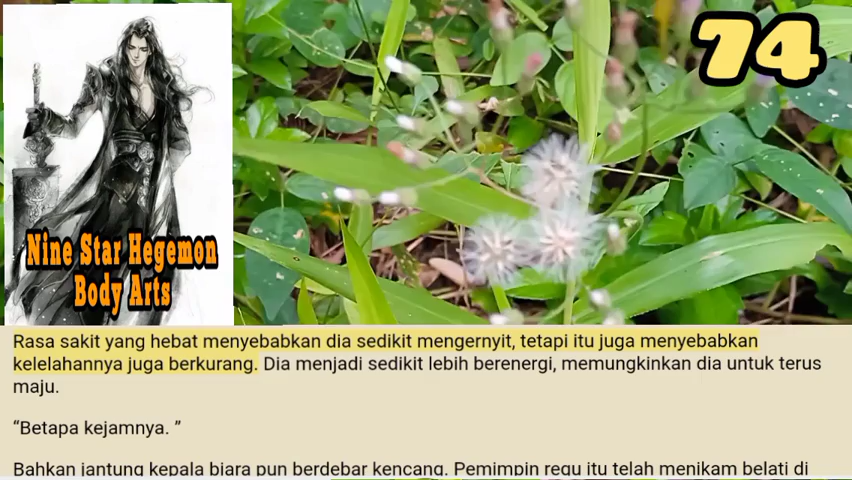 74
Nine Star Hegemon
Body Arts
Rasa sakit yang hebat menyebabkan dia sedikit mengernyit, tetapi itu juga menyebabkan
kelelahannya juga berkurang. Dia menjadi sedikit lebih berenergi, memungkinkan dia untuk terus
maju.
“Betapa kejamnya. ”
Bahkan jantung kepala biara pun berdebar kencang. Pemimpin regu itu telah menikam belati di